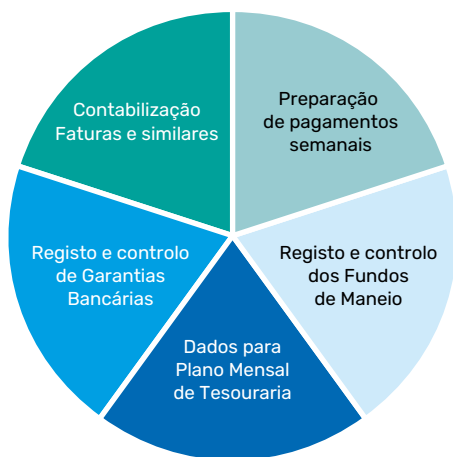 Contabilização
Faturas e similares
Preparação
de pagamentos
semanais
Registo e controlo
de Garantias
Bancárias
Registo e controlo
dos Fundos
de Maneio
Dados para
Plano Mensal
de Tesouraria